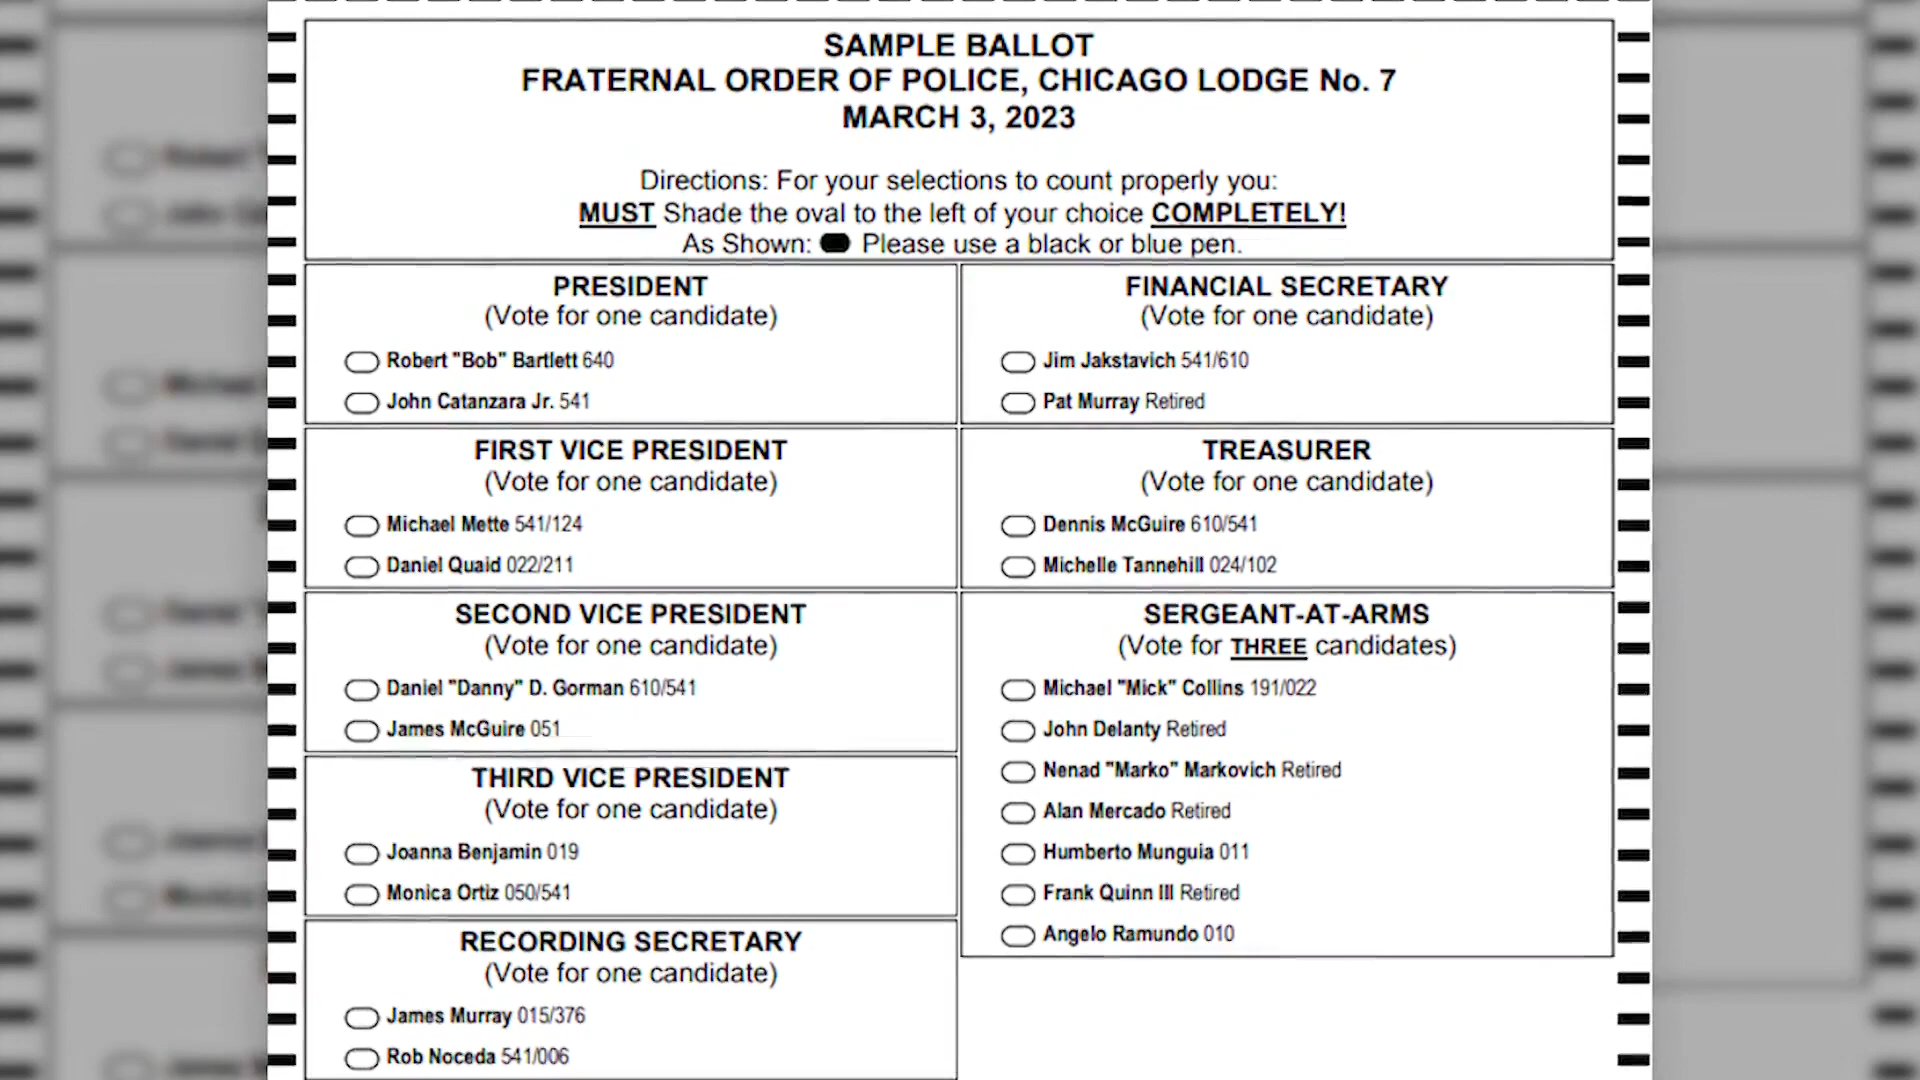 SAMPLE BALLOT
FRATERNAL ORDER OF POLICE, CHICAGO LODGE No. 7
MARCH 3, 2023
Directions: For your selections to count properly you:
MUST Shade the oval to the left of your choice COMPLETELY!
As Shown: Please use a black or blue pen.
PRESIDENT
(Vote for one candidate)
Robert "Bob" Bartlett 640
John Catanzara Jr. 541
FIRST VICE PRESIDENT
(Vote for one candidate)
Michael Mette 541/124
Daniel Quaid 022/211
SECOND VICE PRESIDENT
(Vote for one candidate)
Daniel "Danny" D. Gorman 610/541
James McGuire 051
THIRD VICE PRESIDENT
(Vote for one candidate)
Joanna Benjamin 019
Monica Ortiz 050/541
RECORDING SECRETARY
(Vote for one candidate)
James Murray 015/376
Rob Noceda 541/006
FINANCIAL SECRETARY
(Vote for one candidate)
Jim Jakstavich 541/610
Pat Murray Retired
TREASURER
(Vote for one candidate)
Dennis McGuire 610/541
Michelle Tannehill 024/102
SERGEANT-AT-ARMS
(Vote for THREE candidates)
Michael "Mick" Collins 191/022
John Delanty Retired
Nenad "Marko" Markovich Retired
Alan Mercado Retired
Humberto Munguia 011
Frank Quinn III Retired
Angelo Ramundo 010